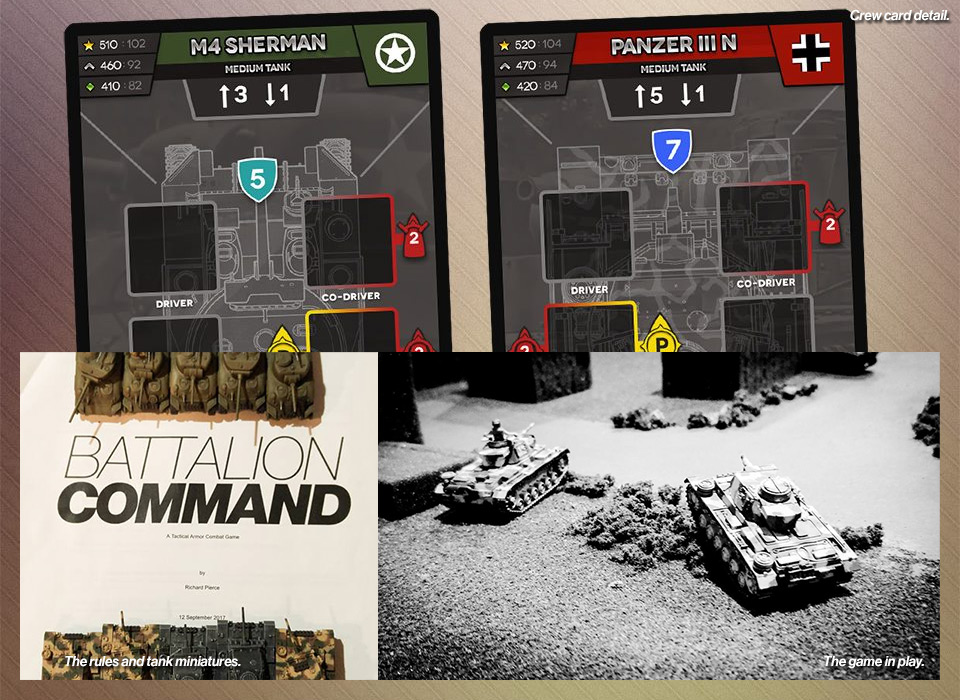 Crew card detail.
510 : 102
M4 SHERMAN
460 : 92
MEDIUM TANK
410 : 82
3 1
5
2
DRIVER
CO-DRIVER
520 : 104
PANZER III N
470 : 94
MEDIUM TANK
420 : 84
5 1
7
2
DRIVER
CO-DRIVER
P
BATTALION
COMMAND
A Tactical Armor Combat Game
by
Richard Pierce
12 September 2017
The rules and tank miniatures.
The game in play.